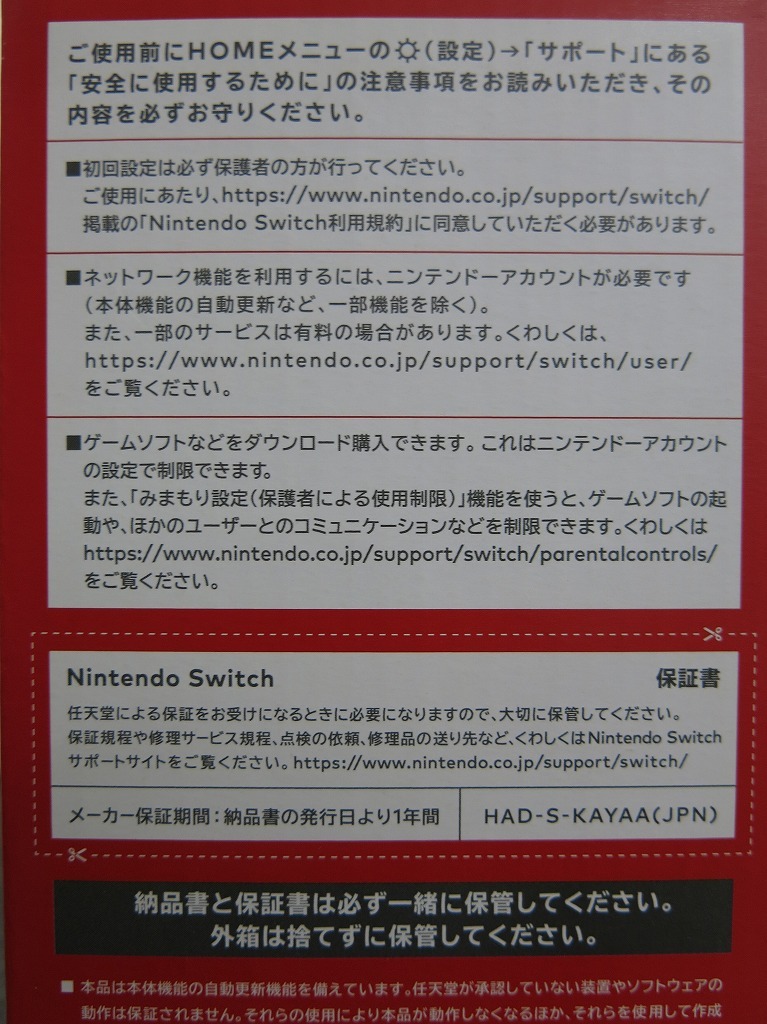 ご使用前にHOMEメニューの(設定)→「サポート」にある
「安全に使用するために」の注意事項をお読みいただき、その
内容を必ずお守りください。
■初回設定は必ず保護者の方が行ってください。
ご使用にあたり、https://www.nintendo.co.jp/support/switch/
掲載の「Nintendo Switch利用規約」に同意していただく必要があります。
■ネットワーク機能を利用するには、ニンテンドーアカウントが必要です
（本体機能の自動更新など、一部機能を除く）。
また、一部のサービスは有料の場合があります。くわしくは、
https://www.nintendo.co.jp/support/switch/user/
をご覧ください。
■ゲームソフトなどをダウンロード購入できます。これはニンテンドーアカウント
の設定で制限できます。
また、「みまもり設定（保護者による使用制限）」機能を使うと、ゲームソフトの起
動や、ほかのユーザーとのコミュニケーションなどを制限できます。くわしくは
https://www.nintendo.co.jp/support/switch/parentalcontrols/
をご覧ください。
Nintendo Switch 保証書
任天堂による保証をお受けになるときに必要になりますので、大切に保管してください。
保証規程や修理サービス規程、点検の依頼、修理品の送り先など、くわしくはNintendo Switch
サポートサイトをご覧ください。https://www.nintendo.co.jp/support/switch/
メーカー保証期間：納品書の発行日より1年間 HAD-S-KAYAA(JPN)
納品書と保証書は必ず一緒に保管してください。
外箱は捨てずに保管してください。
■ 本品は本体機能の自動更新機能を備えています。任天堂が承認していない装置やソフトウェアの
動作は保証されません。それらの使用により本品が動作しなくなるほか、それらを使用して作成